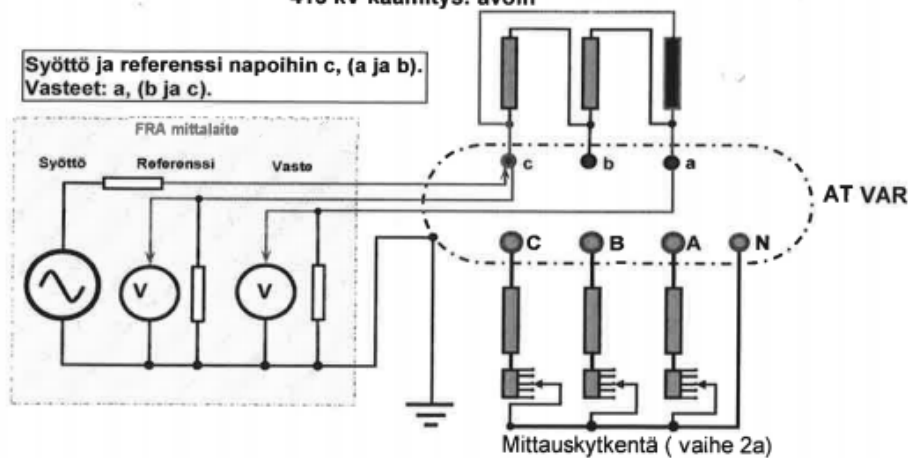 410 kV käämitys: avoin
Syöttö ja referenssi napoihin c, (a ja b).
Vasteet: a, (b ja c).
FRA mittalaite
Syöttö
Referenssi
Vaste
c
b
a
AT VAR
C
B
A
N
V
V
Mittauskytkentä ( vaihe 2a)